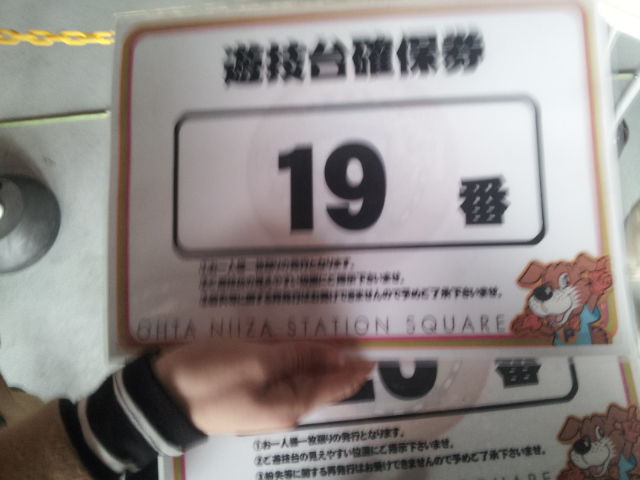 遊技台確保券
19 番
①お一人様一枚限りの発行となります。
②ご遊技台の見えやすい位置にご掲示下さいませ。
③紛失等に関する再発行はお受けできませんので予めご了承下さいませ。
NIIZA STATION SQUARE
番
①お一人様一枚限りの発行となります。
②ご遊技台の見えやすい位置にご掲示下さいませ。
③紛失等に関する再発行はお受けできませんので予めご了承下さいませ。